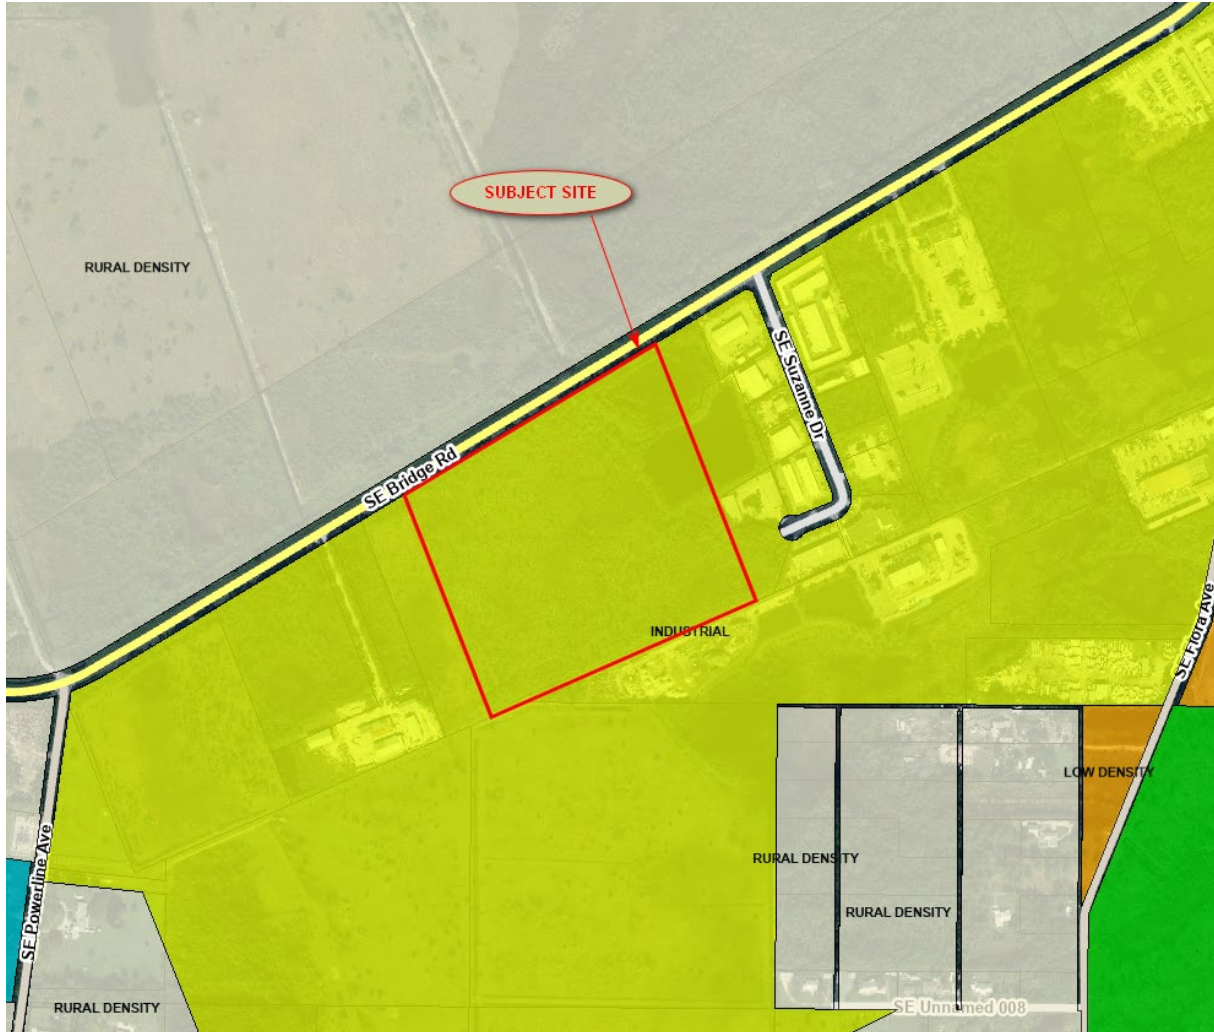 SUBJECT SITE
RURAL DENSITY
SE Suzanne Dr
SE Bridge Rd
INDUSTRIAL
SE Flora Ave
LOW DENSITY
RURAL DENSITY
SE Powerline Ave
RURAL DENSITY
RURAL DENSITY
SE Unnamed 008